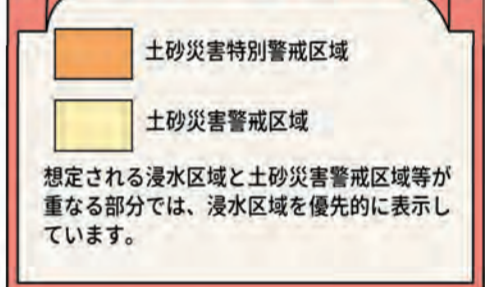 土砂災害特別警戒区域
土砂災害警戒区域
想定される浸水区域と土砂災害警戒区域等が
重なる部分では、浸水区域を優先的に表示し
ています。